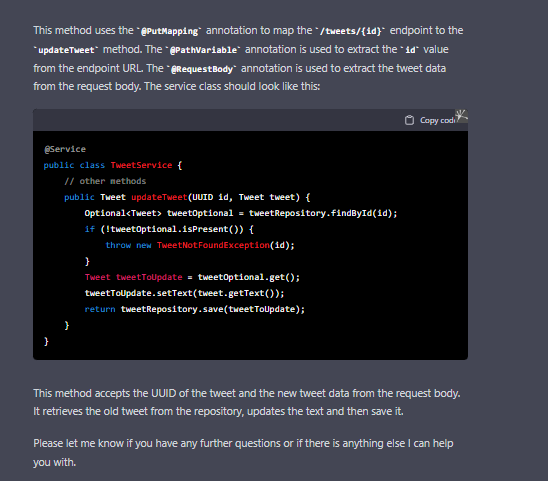 This method uses the `@PutMapping` annotation to map the `/tweets/{id}` endpoint to the
`updateTweet` method. The `@PathVariable` annotation is used to extract the `id` value
from the endpoint URL. The `@RequestBody` annotation is used to extract the tweet data
from the request body. The service class should look like this:
Copy code
@Service
public class TweetService {
// other methods
public Tweet updateTweet(UUID id, Tweet tweet) {
Optional<Tweet> tweetOptional = tweetRepository.findById(id);
if (!tweetOptional.isPresent()) {
throw new TweetNotFoundException(id);
}
Tweet tweetToUpdate = tweetOptional.get();
tweetToUpdate.setText(tweet.getText());
return tweetRepository.save(tweetToUpdate);
}
}
This method accepts the UUID of the tweet and the new tweet data from the request body.
It retrieves the old tweet from the repository, updates the text and then save it.
Please let me know if you have any further questions or if there is anything else I can help
you with.